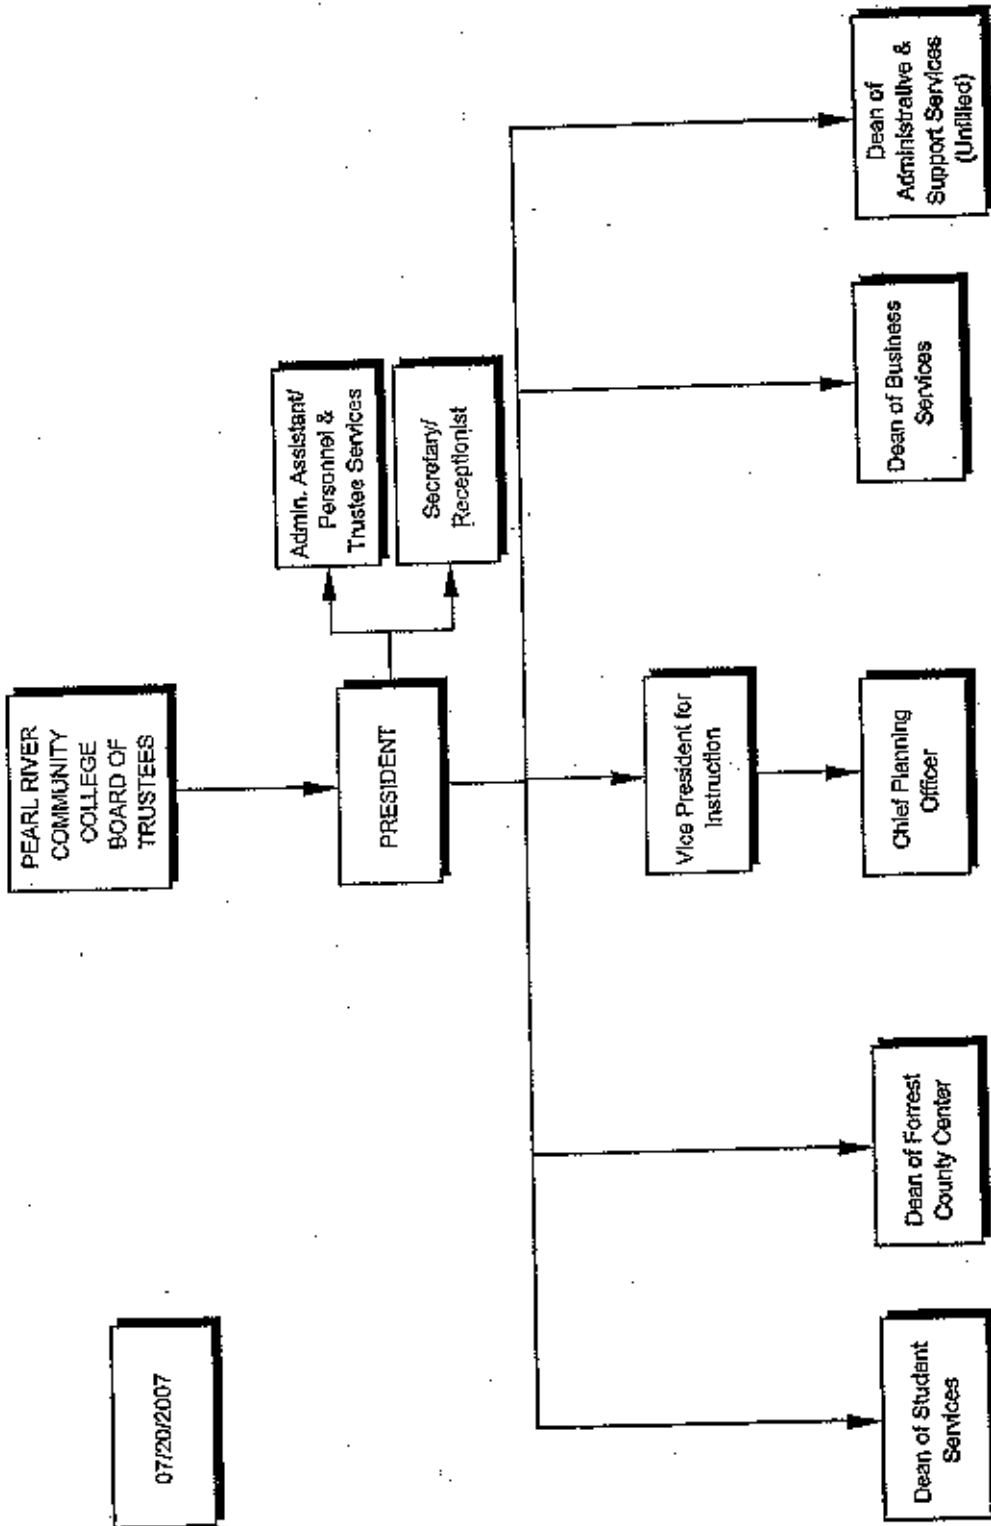 07/20/2007
PEARL RIVER
COMMUNITY
COLLEGE
BOARD OF
TRUSTEES
PRESIDENT
Admin. Assistant/
Personnel &
Trustee Services
Secretary/
Receptionist
Vice President for
Instruction
Dean of Student
Services
Dean of Forrest
County Center
Chief Planning
Officer
Dean of Business
Services
Dean of
Administrative &
Support Services
(Unfilled)